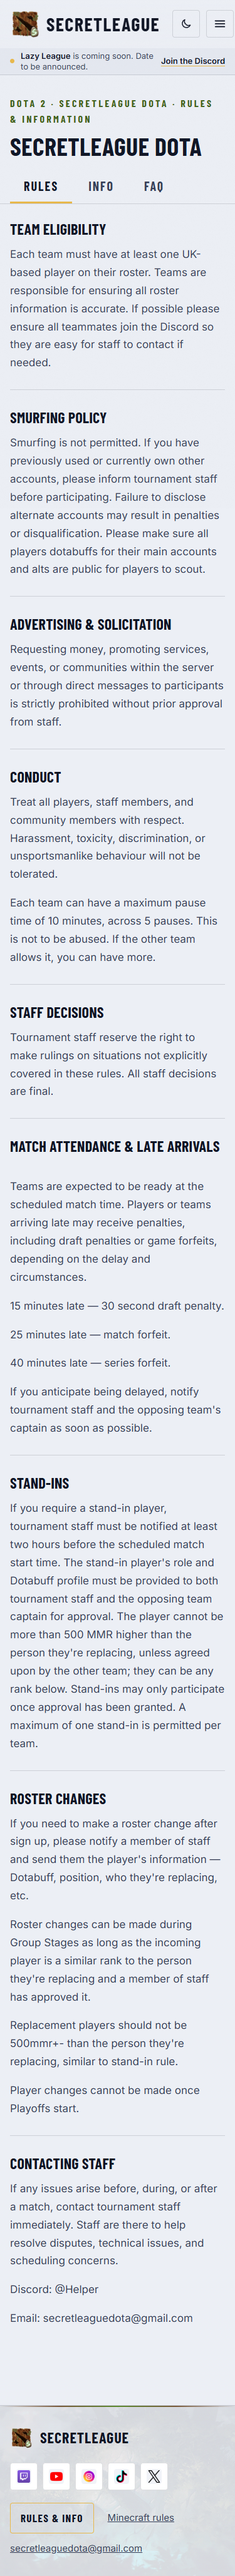 SECRETLEAGUE
Lazy League is coming soon. Date
to be announced.
Join the Discord
DOTA 2 · SECRETLEAGUE DOTA · RULES
& INFORMATION
SECRETLEAGUE DOTA
RULES
INFO
FAQ
TEAM ELIGIBILITY
Each team must have at least one UK-
based player on their roster. Teams are
responsible for ensuring all roster
information is accurate. If possible please
ensure all teammates join the Discord so
they are easy for staff to contact if
needed.
SMURFING POLICY
Smurfing is not permitted. If you have
previously used or currently own other
accounts, please inform tournament staff
before participating. Failure to disclose
alternate accounts may result in penalties
or disqualification. Please make sure all
players dotabuffs for their main accounts
and alts are public for players to scout.
ADVERTISING & SOLICITATION
Requesting money, promoting services,
events, or communities within the server
or through direct messages to participants
is strictly prohibited without prior approval
from staff.
CONDUCT
Treat all players, staff members, and
community members with respect.
Harassment, toxicity, discrimination, or
unsportsmanlike behaviour will not be
tolerated.
Each team can have a maximum pause
time of 10 minutes, across 5 pauses. This
is not to be abused. If the other team
allows it, you can have more.
STAFF DECISIONS
Tournament staff reserve the right to
make rulings on situations not explicitly
covered in these rules. All staff decisions
are final.
MATCH ATTENDANCE & LATE ARRIVALS
Teams are expected to be ready at the
scheduled match time. Players or teams
arriving late may receive penalties,
including draft penalties or game forfeits,
depending on the delay and
circumstances.
15 minutes late — 30 second draft penalty.
25 minutes late — match forfeit.
40 minutes late — series forfeit.
If you anticipate being delayed, notify
tournament staff and the opposing team's
captain as soon as possible.
STAND-INS
If you require a stand-in player,
tournament staff must be notified at least
two hours before the scheduled match
start time. The stand-in player's role and
Dotabuff profile must be provided to both
tournament staff and the opposing team
captain for approval. The player cannot be
more than 500 MMR higher than the
person they're replacing, unless agreed
upon by the other team; they can be any
rank below. Stand-ins may only participate
once approval has been granted. A
maximum of one stand-in is permitted per
team.
ROSTER CHANGES
If you need to make a roster change after
sign up, please notify a member of staff
and send them the player's information —
Dotabuff, position, who they're replacing,
etc.
Roster changes can be made during
Group Stages as long as the incoming
player is a similar rank to the person
they're replacing and a member of staff
has approved it.
Replacement players should not be
500mmr+- than the person they're
replacing, similar to stand-in rule.
Player changes cannot be made once
Playoffs start.
CONTACTING STAFF
If any issues arise before, during, or after
a match, contact tournament staff
immediately. Staff are there to help
resolve disputes, technical issues, and
scheduling concerns.
Discord: @Helper
Email: secretleaguedota@gmail.com
SECRETLEAGUE
RULES & INFO
Minecraft rules
secretleaguedota@gmail.com